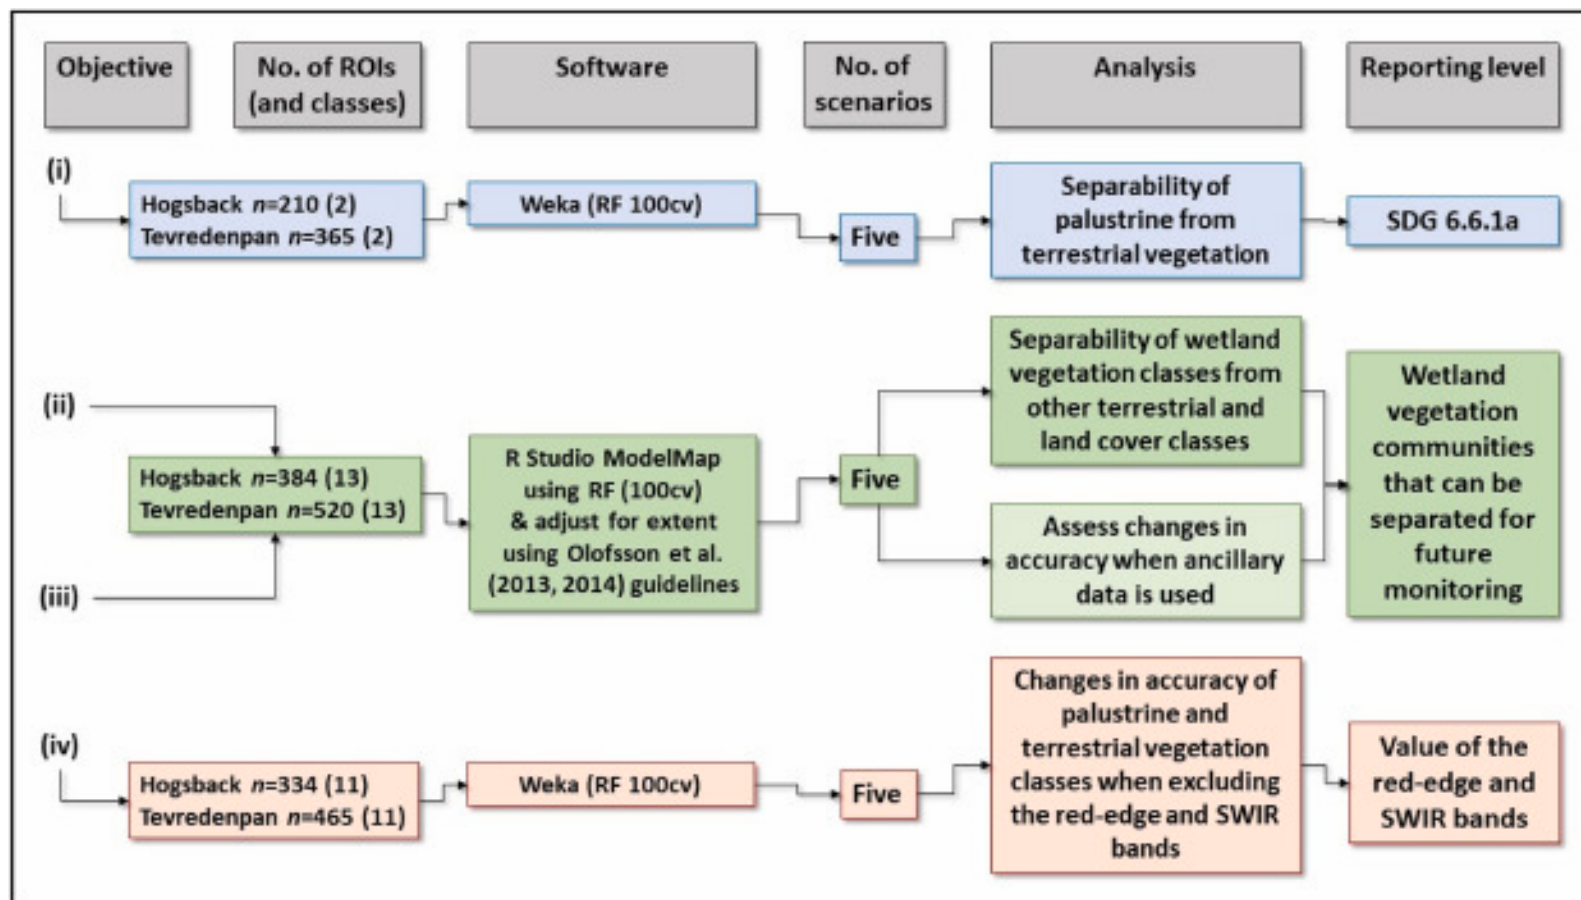 Objective
No. of ROIs
(and classes)
Software
No. of
scenarios
Analysis
Reporting level
(i)
Hogsback n=210 (2)
Tevredenpan n=365 (2)
Weka (RF 100cv)
Five
Separability of
palustrine from
terrestrial vegetation
SDG 6.6.1a
(ii)
(iii)
Hogsback n=384 (13)
Tevredenpan n=520 (13)
R Studio ModelMap
using RF (100cv)
& adjust for extent
using Olofsson et al.
(2013, 2014) guidelines
Five
Separability of wetland
vegetation classes from
other terrestrial and
land cover classes
Assess changes in
accuracy when ancillary
data is used
Wetland
vegetation
communities
that can be
separated for
future
monitoring
(iv)
Hogsback n=334 (11)
Tevredenpan n=465 (11)
Weka (RF 100cv)
Five
Changes in accuracy of
palustrine and
terrestrial vegetation
classes when excluding
the red-edge and SWIR
bands
Value of the
red-edge and
SWIR bands